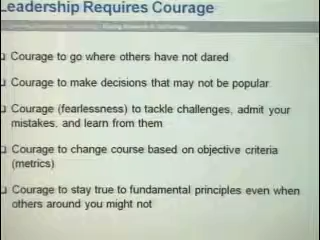 Leadership Requires Courage
Courage to go where others have not dared
Courage to make decisions that may not be popular
Courage (fearlessness) to tackle challenges, admit your
mistakes, and learn from them
Courage to change course based on objective criteria
(metrics)
Courage to stay true to fundamental principles even when
others around you might not